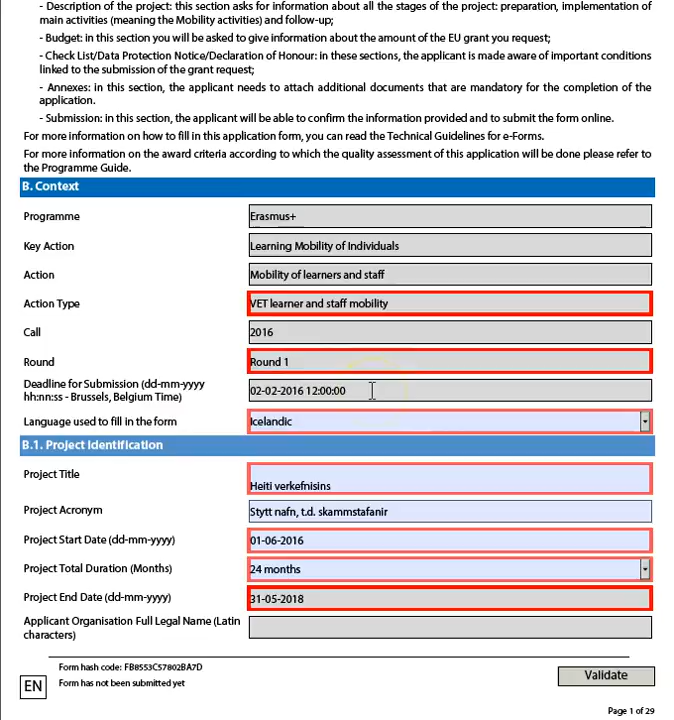 - Description of the project: this section asks for information about all the stages of the project: preparation, implementation of
main activities (meaning the Mobility activities) and follow-up;
- Budget: in this section you will be asked to give information about the amount of the EU grant you request;
- Check List/Data Protection Notice/Declaration of Honour: in these sections, the applicant is made aware of important conditions
linked to the submission of the grant request;
- Annexes: in this section, the applicant needs to attach additional documents that are mandatory for the completion of the
application.
- Submission: in this section, the applicant will be able to confirm the information provided and to submit the form online.
For more information on how to fill in this application form, you can read the Technical Guidelines for e-Forms.
For more information on the award criteria according to which the quality assessment of this application will be done please refer to
the Programme Guide.
B. Context
Programme Erasmus+
Key Action Learning Mobility of Individuals
Action Mobility of learners and staff
Action Type VET learner and staff mobility
Call 2016
Round Round 1
Deadline for Submission (dd-mm-yyyy
hh:nn:ss - Brussels, Belgium Time) 02-02-2016 12:00:00
Language used to fill in the form Icelandic
B.1. Project Identification
Project Title Heiti verkefnisins
Project Acronym Stytt nafn, t.d. skammstafanir
Project Start Date (dd-mm-yyyy) 01-06-2016
Project Total Duration (Months) 24 months
Project End Date (dd-mm-yyyy) 31-05-2018
Applicant Organisation Full Legal Name (Latin
characters)
Form hash code: FB8553C57802BA7D
EN Form has not been submitted yet
Validate
Page 1 of 29